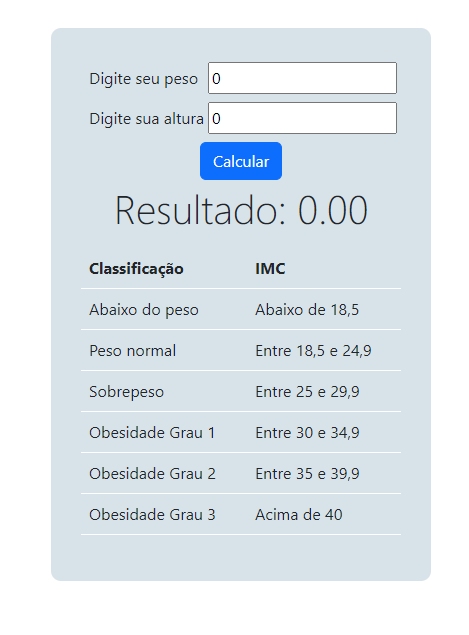 Digite seu peso 0
Digite sua altura 0
Calcular
Resultado: 0.00
Classificação IMC
Abaixo do peso Abaixo de 18,5
Peso normal Entre 18,5 e 24,9
Sobrepeso Entre 25 e 29,9
Obesidade Grau 1 Entre 30 e 34,9
Obesidade Grau 2 Entre 35 e 39,9
Obesidade Grau 3 Acima de 40